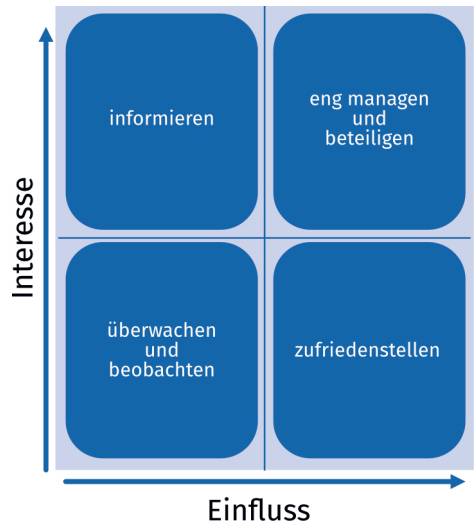 informieren
eng managen
und
beteiligen
Interesse
überwachen
und
beobachten
zufriedenstellen
Einfluss